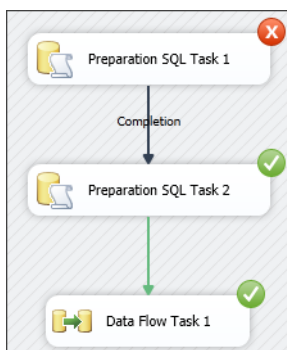 Preparation SQL Task 1
Completion
Preparation SQL Task 2
Data Flow Task 1